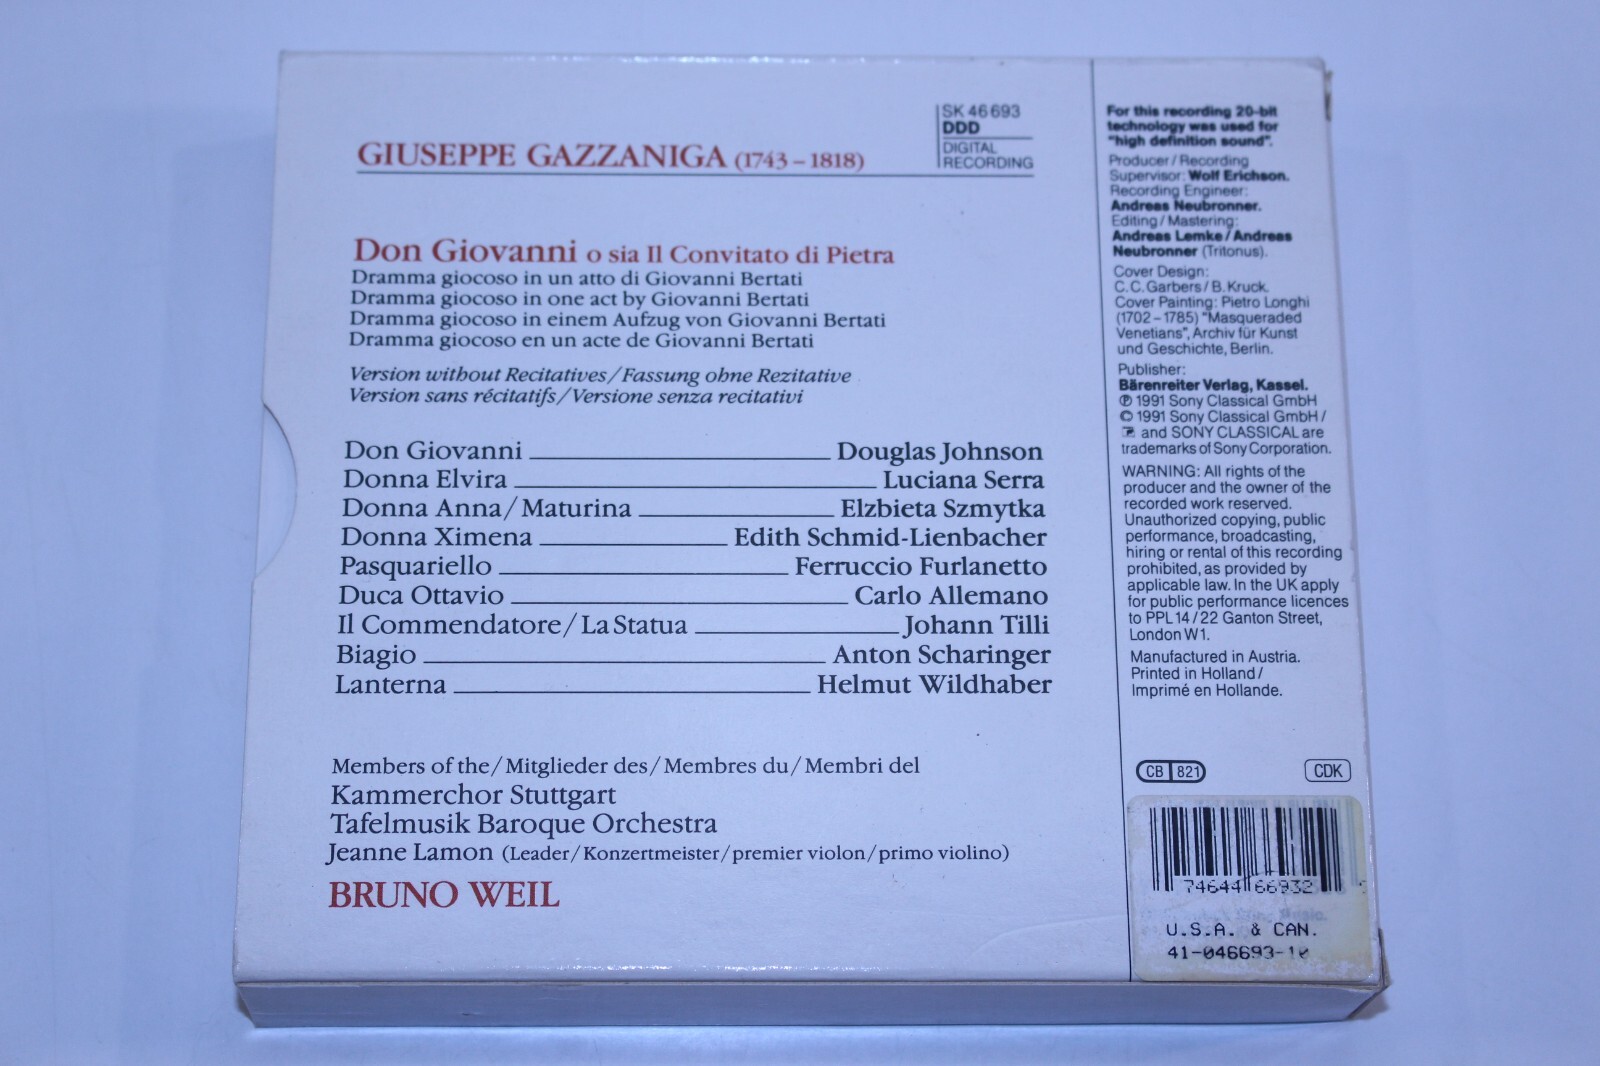 SK 46 693
DDD
DIGITAL
RECORDING
GIUSEPPE GAZZANIGA (1743 – 1818)
Don Giovanni o sia Il Convitato di Pietra
Dramma giocoso in un atto di Giovanni Bertati
Dramma giocoso in one act by Giovanni Bertati
Dramma giocoso in einem Aufzug von Giovanni Bertati
Dramma giocoso en un acte de Giovanni Bertati
Version without Recitatives/Fassung ohne Rezitative
Version sans récitatifs/Versione senza recitativi
Don Giovanni Douglas Johnson
Donna Elvira Luciana Serra
Donna Anna/Maturina Elzbieta Szmytka
Donna Ximena Edith Schmid-Lienbacher
Pasquariello Ferruccio Furlanetto
Duca Ottavio Carlo Allemano
Il Commendatore/La Statua Johann Tilli
Biagio Anton Scharinger
Lanterna Helmut Wildhaber
Members of the/Mitglieder des/Membres du/Membri del
Kammerchor Stuttgart
Tafelmusik Baroque Orchestra
Jeanne Lamon (Leader/Konzertmeister/premier violon/primo violino)
BRUNO WEIL
For this recording 20-bit
technology was used for
"high definition sound".
Producer/Recording
Supervisor: Wolf Erichson.
Recording Engineer:
Andreas Neubronner.
Editing/Mastering:
Andreas Lemke/Andreas
Neubronner (Tritonus).
Cover Design:
C.C. Garbers/B. Kruck.
Cover Painting: Pietro Longhi
(1702 – 1785) "Masqueraded
Venetians", Archiv für Kunst
und Geschichte, Berlin.
Publisher:
Bärenreiter Verlag, Kassel.
℗ 1991 Sony Classical GmbH
© 1991 Sony Classical GmbH/
and SONY CLASSICAL are
trademarks of Sony Corporation.
WARNING: All rights of the
producer and the owner of the
recorded work reserved.
Unauthorized copying, public
performance, broadcasting,
hiring or rental of this recording
prohibited, as provided by
applicable law. In the UK apply
for public performance licences
to PPL 14/22 Ganton Street,
London W1.
Manufactured in Austria.
Printed in Holland/
Imprimé en Hollande.
CB 821
CDK
74644 66932
U.S.A. & CAN.
41-046693-10